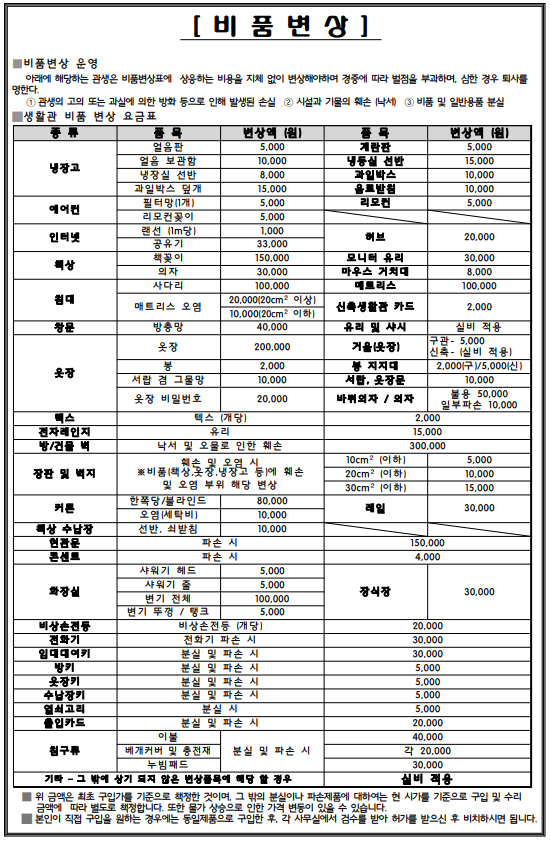 [ 비 품 변 상 ]
■비품변상 운영
아래에 해당하는 관생은 비품변상표에 상응하는 비용을 지체 없이 변상해야하며 경중에 따라 벌점을 부과하며, 심한 경우 퇴사를
명한다.
① 관생의 고의 또는 과실에 의한 방화 등으로 인해 발생된 손실 ② 시설과 기물의 훼손 (낙서) ③ 비품 및 일반용품 분실
■생활관 비품 변상 요금표
종 류 품 목 변상액 (원) 품 목 변상액 (원)
냉장고 얼음판 5,000 계란판 5,000
얼음 보관함 10,000 냉동실 선반 15,000
냉장실 선반 8,000 과일박스 10,000
과일박스 덮개 15,000 음료받침 10,000
에어컨 필터망(1개) 5,000 리모컨 5,000
리모컨꽂이 5,000
인터넷 랜선 (1m당) 1,000 허브 20,000
공유기 33,000
책상 책꽂이 150,000 모니터 유리 30,000
의자 30,000 마우스 거치대 8,000
침대 사다리 100,000 매트리스 100,000
매트리스 오염 20,000(20cm² 이상) 신축생활관 카드 2,000
10,000(20cm² 이하)
창문 방충망 40,000 유리 및 샤시 실비 적용
옷장 옷장 200,000 거울(옷장) 구관- 5,000
신축- (실비 적용)
봉 2,000 봉 지지대 2,000(구)/5,000(신)
서랍 겸 그물망 10,000 서랍, 옷장문 10,000
옷장 비밀번호 20,000 바퀴의자 / 의자 불용 50,000
일부파손 10,000
텍스 텍스 (개당) 2,000
전자레인지 유리 15,000
방/건물 벽 낙서 및 오물로 인한 훼손 300,000
장판 및 벽지 훼손 및 오염 시 10cm² (이하) 5,000
※비품(책상,옷장,냉장고 등)에 훼손 20cm² (이하) 10,000
및 오염 부위 해당 변상 30cm² (이하) 15,000
커튼 한쪽당/블라인드 80,000 레일 30,000
오염(세탁비) 10,000
책상 수납장 선반, 쇠받침 10,000
현관문 파손 시 150,000
콘센트 파손 시 4,000
화장실 샤워기 헤드 5,000 장식장 30,000
샤워기 줄 5,000
변기 전체 100,000
변기 뚜껑 / 탱크 5,000
비상손전등 비상손전등 (개당) 20,000
전화기 전화기 파손 시 30,000
임대대여키 분실 및 파손 시 30,000
방키 분실 및 파손 시 5,000
옷장키 분실 및 파손 시 5,000
수납장키 분실 및 파손 시 5,000
열쇠고리 분실 시 5,000
출입카드 분실 및 파손 시 20,000
침구류 이불 분실 및 파손 시 40,000
베개커버 및 충전재 각 20,000
누빔패드 30,000
기타 – 그 밖에 상기 되지 않은 변상품목에 해당 할 경우 실비 적용
■ 위 금액은 최초 구입가를 기준으로 책정한 것이며, 그 밖의 분실이나 파손제품에 대하여는 현 시가를 기준으로 구입 및 수리
금액에 따라 별도로 책정합니다. 또한 물가 상승으로 인한 가격 변동이 있을 수 있습니다.
■본인이 직접 구입을 원하는 경우에는 동일제품으로 구입한 후, 각 사무실에서 검수를 받아 허가를 받으신 후 비치하시면 됩니다.